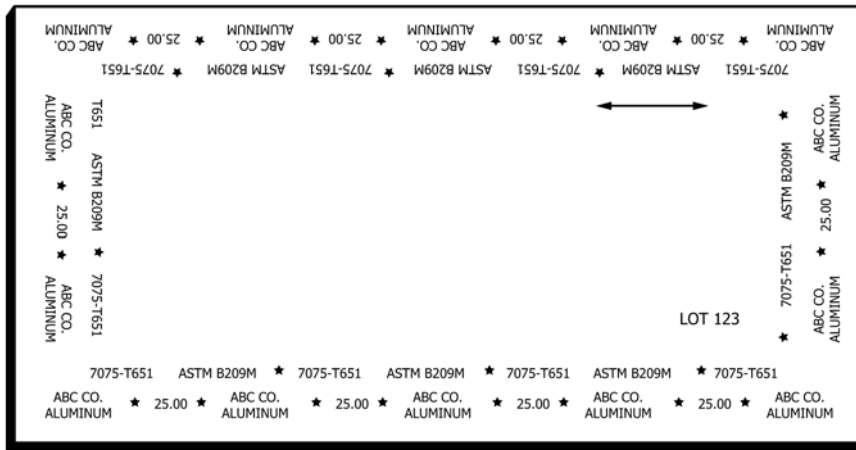 ABC CO. ABC CO. ABC CO. ABC CO. ABC CO.
ALUMINUM ★ 25.00 ★ ALUMINUM ★ 25.00 ★ ALUMINUM ★ 25.00 ★ ALUMINUM ★ 25.00 ★ ALUMINUM
7075-T651 ASTM B209M ★ 7075-T651 ASTM B209M ★ 7075-T651 ASTM B209M ★ 7075-T651
T651 ASTM B209M ★ 7075-T651
ABC CO. ★ 25.00 ★ ABC CO.
ALUMINUM ALUMINUM
★ 7075-T651 ASTM B209M ★
ABC CO. ★ 25.00 ★ ABC CO.
ALUMINUM ALUMINUM
LOT 123
7075-T651 ASTM B209M ★ 7075-T651 ASTM B209M ★ 7075-T651 ASTM B209M ★ 7075-T651
ABC CO. ABC CO. ABC CO. ABC CO. ABC CO.
ALUMINUM ★ 25.00 ★ ALUMINUM ★ 25.00 ★ ALUMINUM ★ 25.00 ★ ALUMINUM ★ 25.00 ★ ALUMINUM